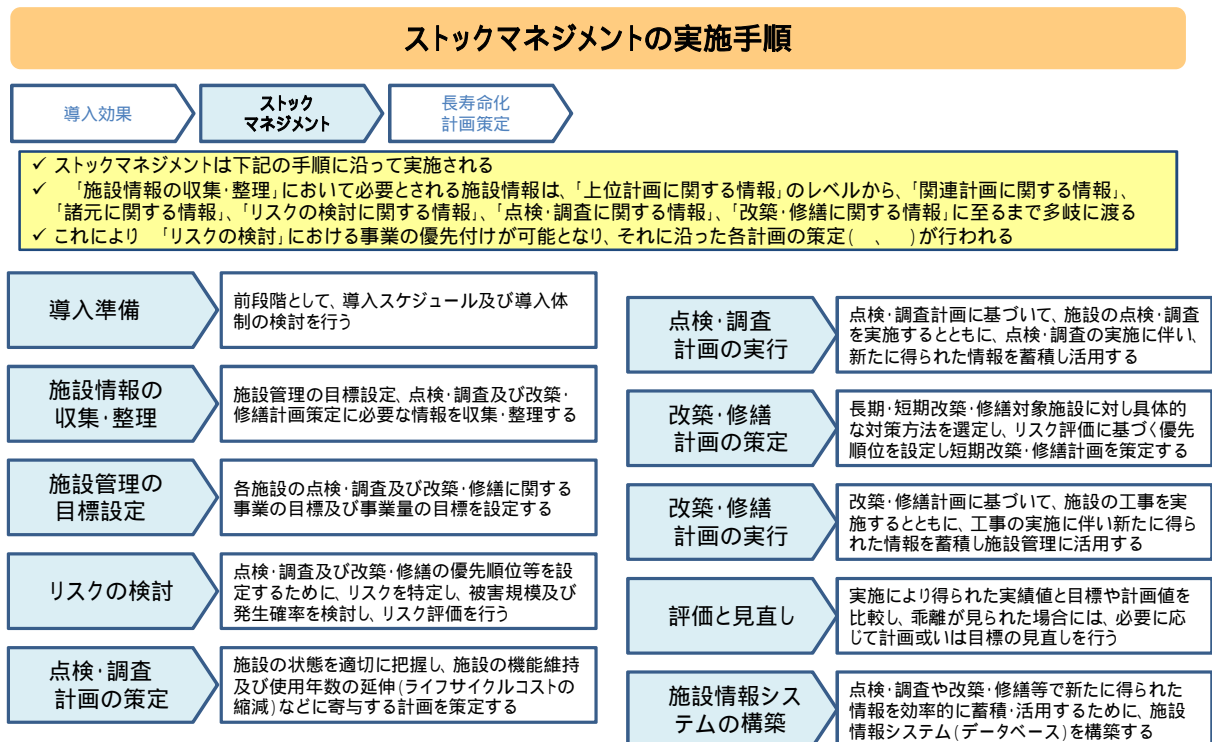 ストックマネジメントの実施手順
導入効果
ストック
マネジメント
長寿命化
計画策定
✓ ストックマネジメントは下記の手順に沿って実施される
✓ 「施設情報の収集・整理」において必要とされる施設情報は、「上位計画に関する情報」のレベルから、「関連計画に関する情報」、
「諸元に関する情報」、「リスクの検討に関する情報」、「点検・調査に関する情報」、「改築・修繕に関する情報」に至るまで多岐に渡る
✓ これにより 「リスクの検討」における事業の優先付けが可能となり、それに沿った各計画の策定( 、 )が行われる
導入準備
前段階として、導入スケジュール及び導入体
制の検討を行う
施設情報の
収集・整理
施設管理の目標設定、点検・調査及び改築・
修繕計画策定に必要な情報を収集・整理する
施設管理の
目標設定
各施設の点検・調査及び改築・修繕に関する
事業の目標及び事業量の目標を設定する
リスクの検討
点検・調査及び改築・修繕の優先順位等を設
定するために、リスクを特定し、被害規模及び
発生確率を検討し、リスク評価を行う
点検・調査
計画の策定
施設の状態を適切に把握し、施設の機能維持
及び使用年数の延伸(ライフサイクルコストの
縮減)などに寄与する計画を策定する
点検・調査
計画の実行
点検・調査計画に基づいて、施設の点検・調査
を実施するとともに、点検・調査の実施に伴い、
新たに得られた情報を蓄積し活用する
改築・修繕
計画の策定
長期・短期改築・修繕対象施設に対し具体的
な対策方法を選定し、リスク評価に基づく優先
順位を設定し短期改築・修繕計画を策定する
改築・修繕
計画の実行
改築・修繕計画に基づいて、施設の工事を実
施するとともに、工事の実施に伴い新たに得ら
れた情報を蓄積し施設管理に活用する
評価と見直し
実施により得られた実績値と目標や計画値を
比較し、乖離が見られた場合には、必要に応
じて計画或いは目標の見直しを行う
施設情報シス
テムの構築
点検・調査や改築・修繕等で新たに得られた
情報を効率的に蓄積・活用するために、施設
情報システム(データベース)を構築する